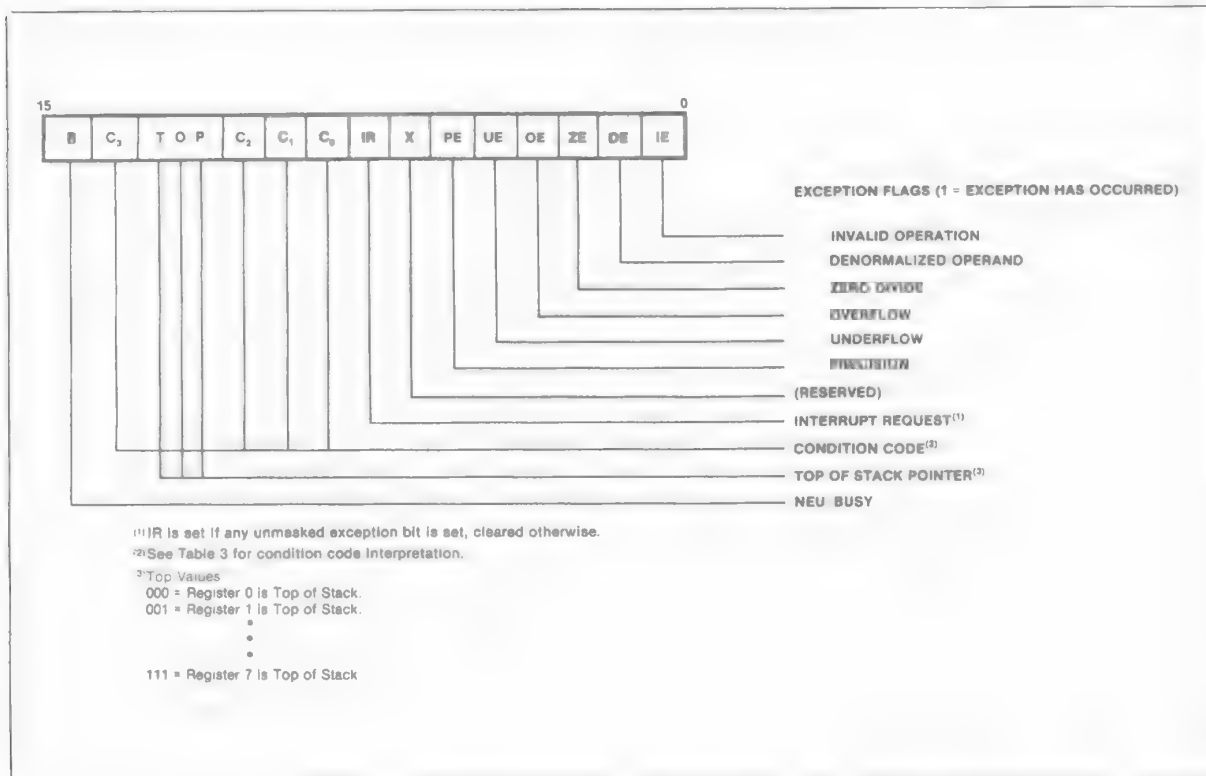 15 0
B C₃ T O P C₂ C₁ C₀ IR X PE UE OE ZE DE IE
EXCEPTION FLAGS (1 = EXCEPTION HAS OCCURRED)
INVALID OPERATION
DENORMALIZED OPERAND
ZERO DIVIDE
OVERFLOW
UNDERFLOW
PRECISION
(RESERVED)
INTERRUPT REQUEST⁽¹⁾
CONDITION CODE⁽²⁾
TOP OF STACK POINTER⁽³⁾
NEU BUSY
⁽¹⁾IR is set if any unmasked exception bit is set, cleared otherwise.
⁽²⁾See Table 3 for condition code Interpretation.
³⁾Top Values
000 = Register 0 is Top of Stack.
001 = Register 1 is Top of Stack.
•
•
•
111 = Register 7 is Top of Stack